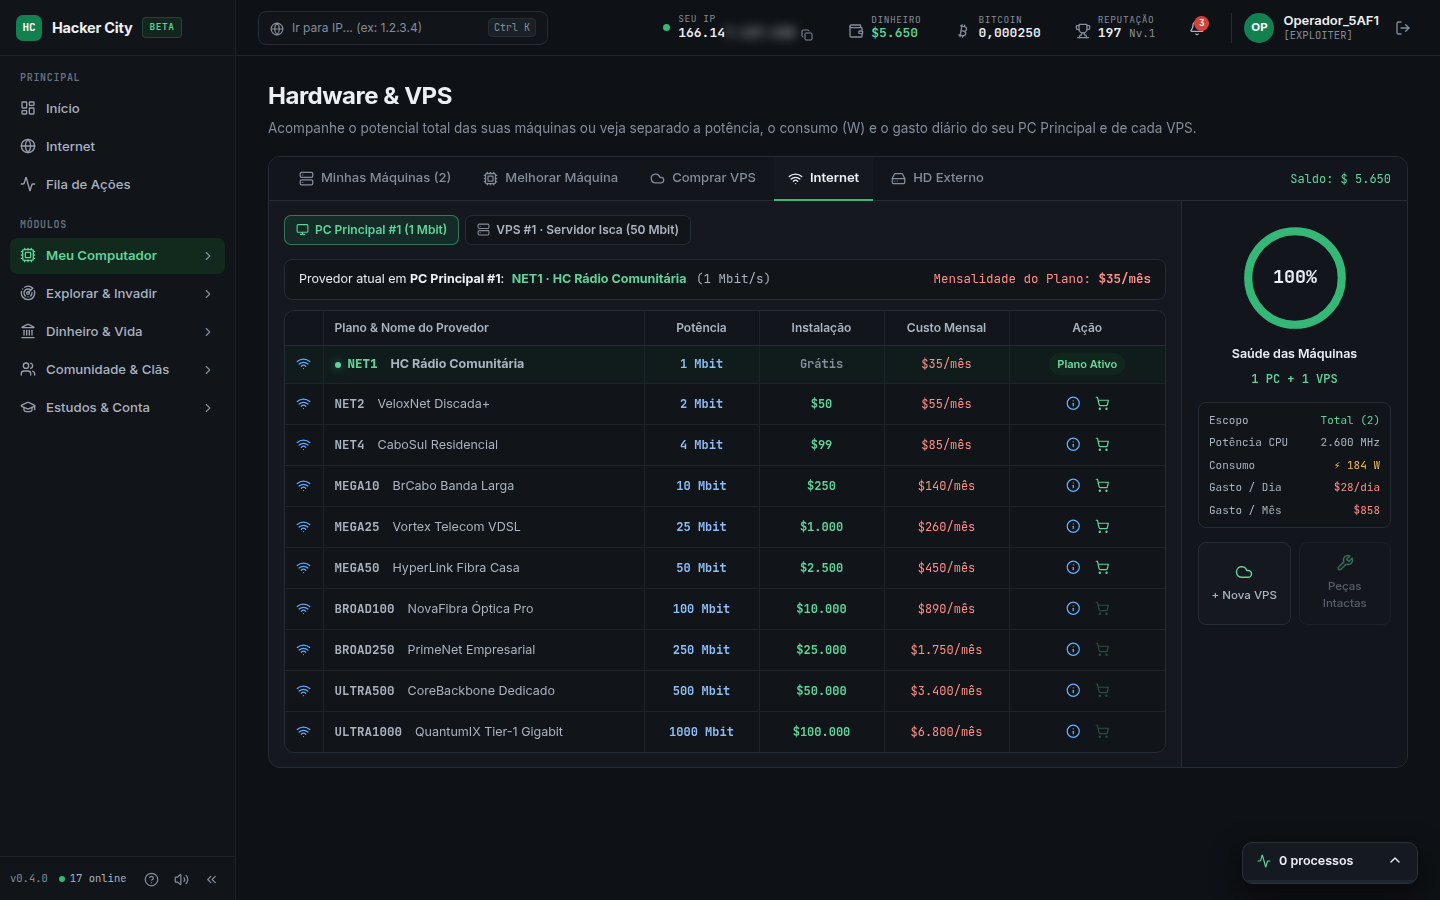 HC Hacker City BETA
Ir para IP... (ex: 1.2.3.4) Ctrl K
SEU IP
166.14
DINHEIRO
$5.650
BITCOIN
0,000250
REPUTAÇÃO
197 Nv.1
3
OP
Operador_5AF1
[EXPLOITER]
PRINCIPAL
Início
Internet
Fila de Ações
MÓDULOS
Meu Computador
Explorar & Invadir
Dinheiro & Vida
Comunidade & Clãs
Estudos & Conta
v0.4.0 17 online
Hardware & VPS
Acompanhe o potencial total das suas máquinas ou veja separado a potência, o consumo (W) e o gasto diário do seu PC Principal e de cada VPS.
Minhas Máquinas (2) Melhorar Máquina Comprar VPS Internet HD Externo Saldo: $ 5.650
PC Principal #1 (1 Mbit) VPS #1 · Servidor Isca (50 Mbit)
Provedor atual em PC Principal #1: NET1 · HC Rádio Comunitária (1 Mbit/s) Mensalidade do Plano: $35/mês
Plano & Nome do Provedor Potência Instalação Custo Mensal Ação
NET1 HC Rádio Comunitária 1 Mbit Grátis $35/mês Plano Ativo
NET2 VeloxNet Discada+ 2 Mbit $50 $55/mês
NET4 CaboSul Residencial 4 Mbit $99 $85/mês
MEGA10 BrCabo Banda Larga 10 Mbit $250 $140/mês
MEGA25 Vortex Telecom VDSL 25 Mbit $1.000 $260/mês
MEGA50 HyperLink Fibra Casa 50 Mbit $2.500 $450/mês
BROAD100 NovaFibra Óptica Pro 100 Mbit $10.000 $890/mês
BROAD250 PrimeNet Empresarial 250 Mbit $25.000 $1.750/mês
ULTRA500 CoreBackbone Dedicado 500 Mbit $50.000 $3.400/mês
ULTRA1000 QuantumIX Tier-1 Gigabit 1000 Mbit $100.000 $6.800/mês
100%
Saúde das Máquinas
1 PC + 1 VPS
Escopo Total (2)
Potência CPU 2.600 MHz
Consumo ⚡ 184 W
Gasto / Dia $28/dia
Gasto / Mês $858
+ Nova VPS
Peças
Intactas
0 processos